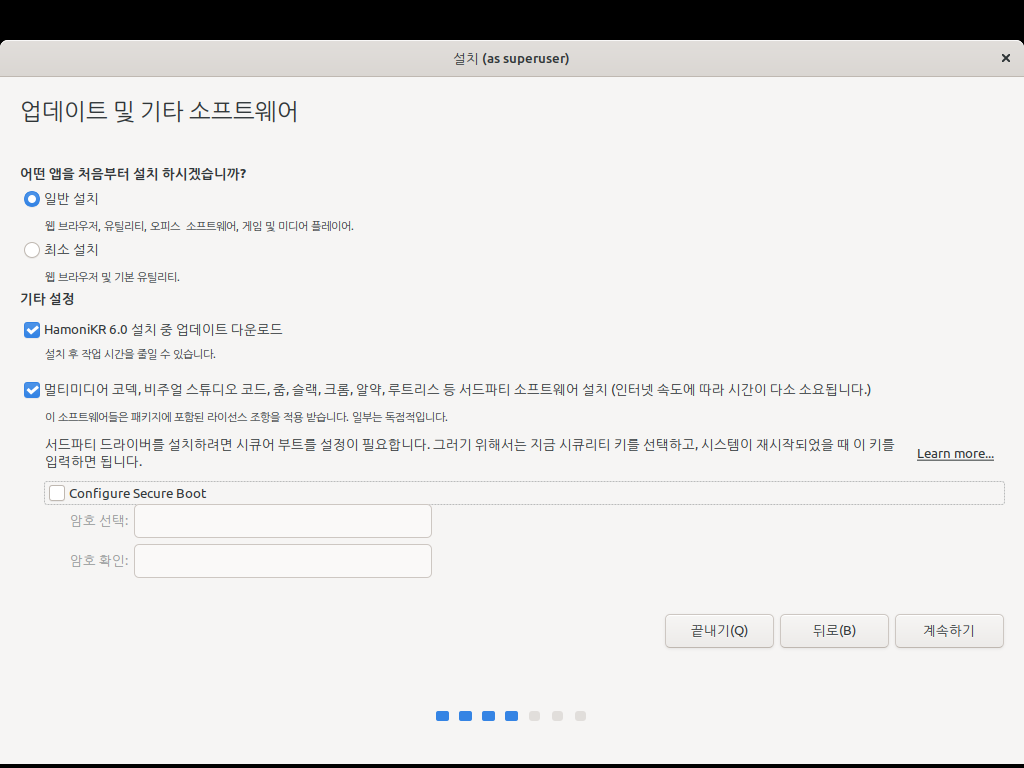 설치 (as superuser)
업데이트 및 기타 소프트웨어
어떤 앱을 처음부터 설치 하시겠습니까?
일반 설치
웹 브라우저, 유틸리티, 오피스 소프트웨어, 게임 및 미디어 플레이어.
최소 설치
웹 브라우저 및 기본 유틸리티.
기타 설정
HamoniKR 6.0 설치 중 업데이트 다운로드
설치 후 작업 시간을 줄일 수 있습니다.
멀티미디어 코덱, 비주얼 스튜디오 코드, 줌, 슬랙, 크롬, 알약, 루트리스 등 서드파티 소프트웨어 설치 (인터넷 속도에 따라 시간이 다소 소요됩니다.)
이 소프트웨어들은 패키지에 포함된 라이선스 조항을 적용 받습니다. 일부는 독점적입니다.
서드파티 드라이버를 설치하려면 시큐어 부트를 설정이 필요합니다. 그러기 위해서는 지금 시큐리티 키를 선택하고, 시스템이 재시작되었을 때 이 키를
입력하면 됩니다.
Learn more...
Configure Secure Boot
암호 선택:
암호 확인:
끝내기(Q)
뒤로(B)
계속하기